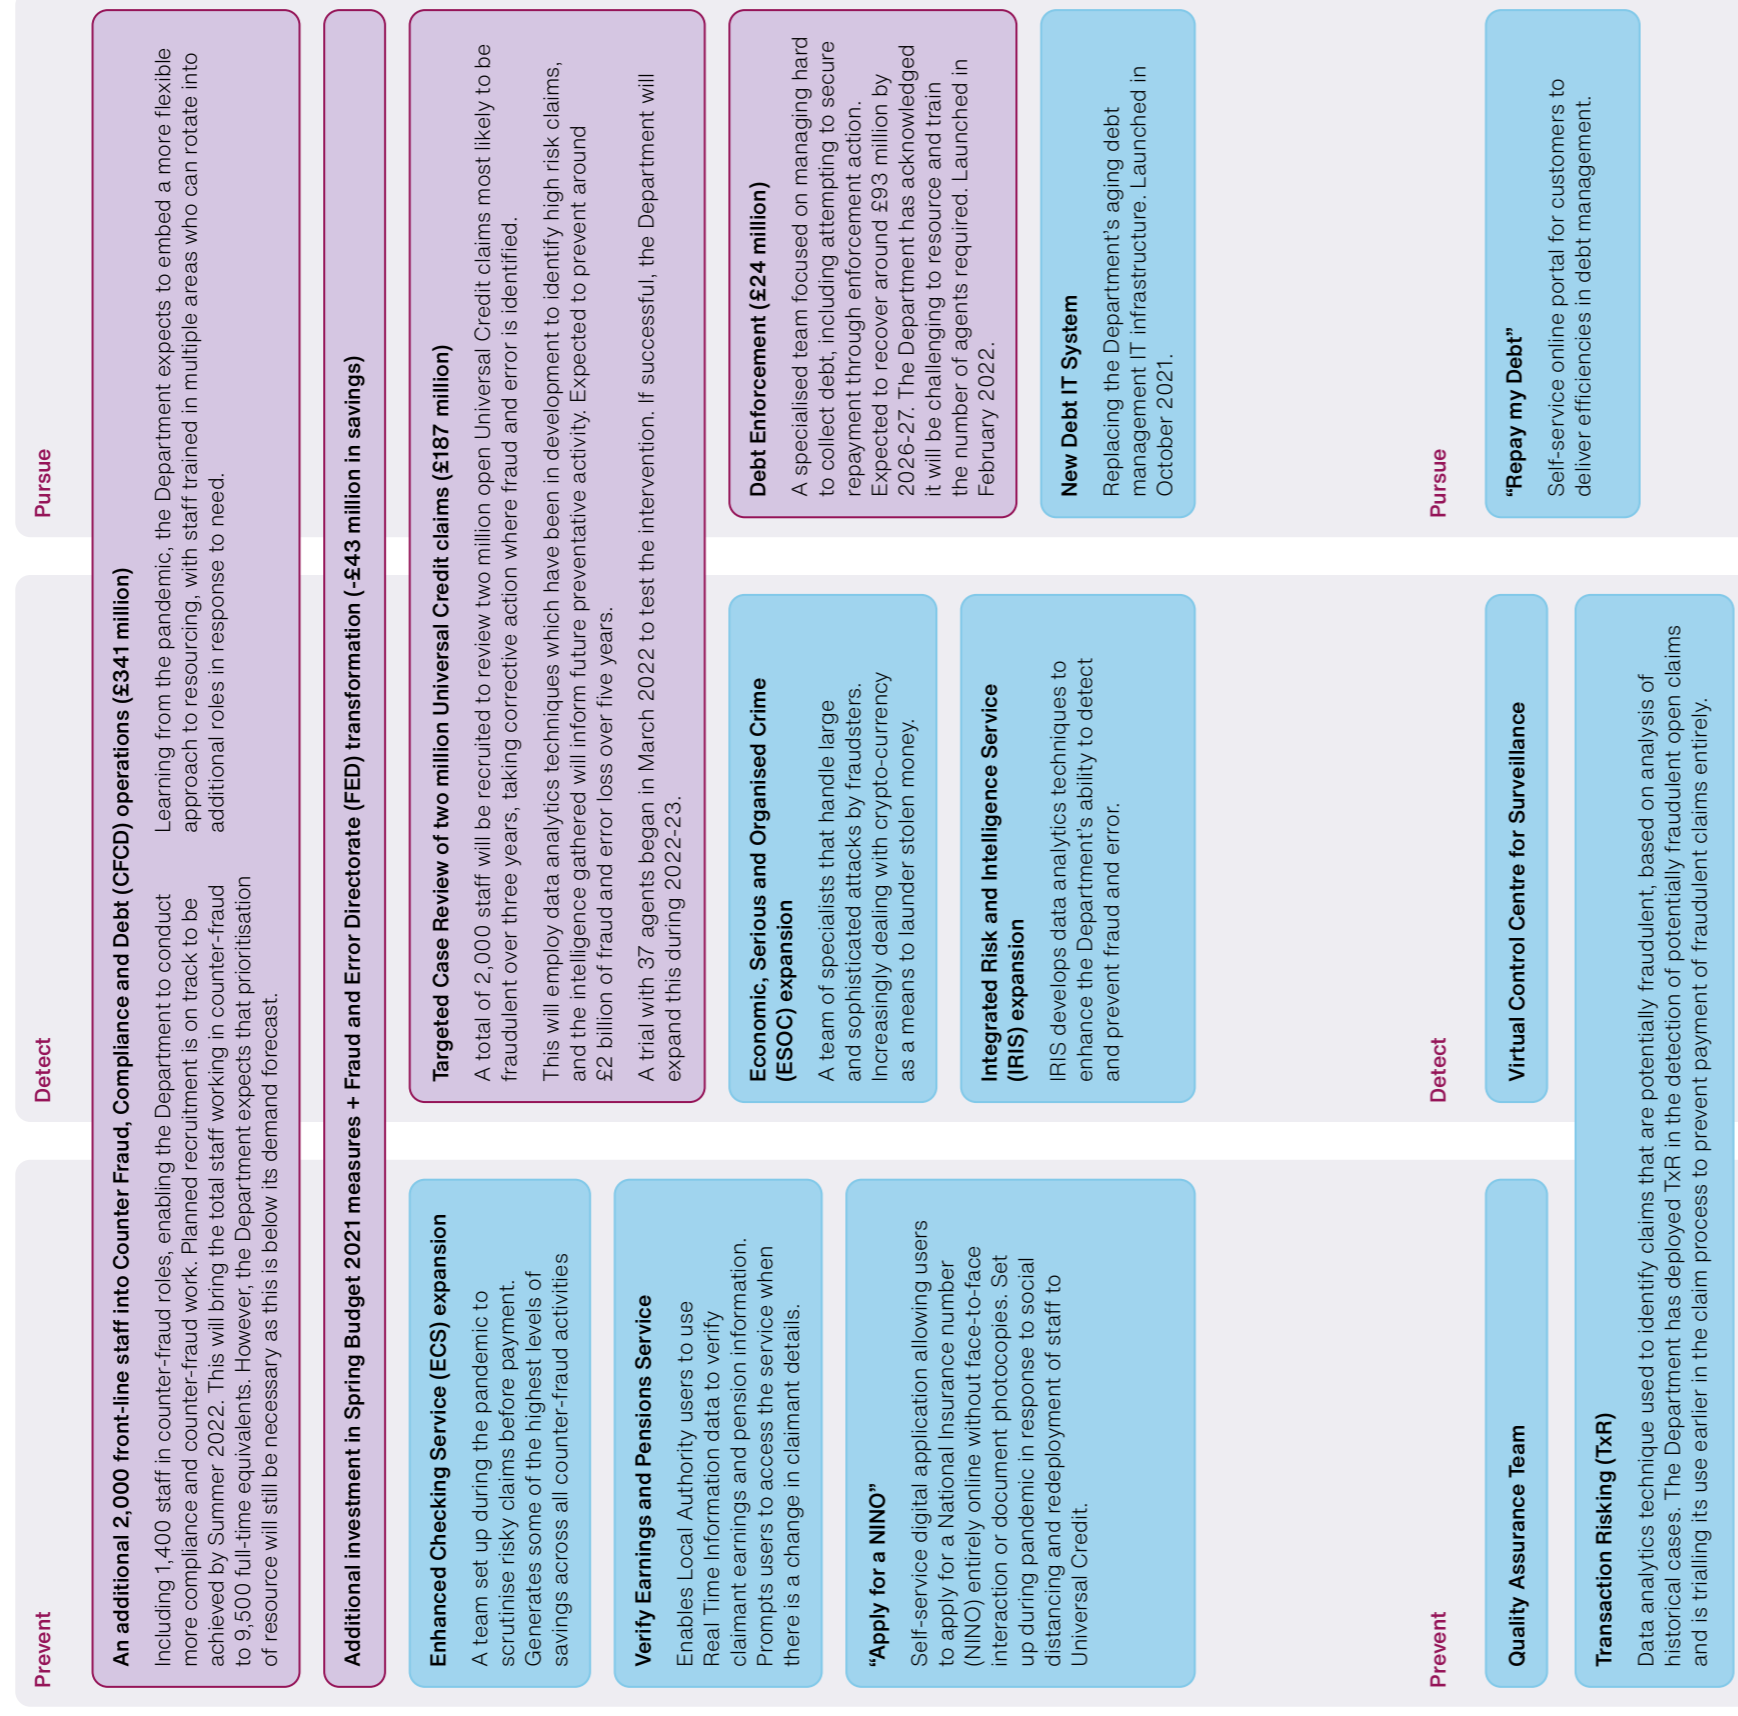 Prevent
Detect
Pursue
An additional 2,000 front-line staff into Counter Fraud, Compliance and Debt (CFCD) operations (£341 million)
Including 1,400 staff in counter-fraud roles, enabling the Department to conduct
more compliance and counter-fraud work. Planned recruitment is on track to be
achieved by Summer 2022. This will bring the total staff working in counter-fraud
to 9,500 full-time equivalents. However, the Department expects that prioritisation
of resource will still be necessary as this is below its demand forecast.
Learning from the pandemic, the Department expects to embed a more flexible
approach to resourcing, with staff trained in multiple areas who can rotate into
additional roles in response to need.
Additional investment in Spring Budget 2021 measures + Fraud and Error Directorate (FED) transformation (-£43 million in savings)
Enhanced Checking Service (ECS) expansion
A team set up during the pandemic to
scrutinise risky claims before payment.
Generates some of the highest levels of
savings across all counter-fraud activities
Verify Earnings and Pensions Service
Enables Local Authority users to use
Real Time Information data to verify
claimant earnings and pension information.
Prompts users to access the service when
there is a change in claimant details.
“Apply for a NINO”
Self-service digital application allowing users
to apply for a National Insurance number
(NINO) entirely online without face-to-face
interaction or document photocopies. Set
up during pandemic in response to social
distancing and redeployment of staff to
Universal Credit.
Targeted Case Review of two million Universal Credit claims (£187 million)
A total of 2,000 staff will be recruited to review two million open Universal Credit claims most likely to be
fraudulent over three years, taking corrective action where fraud and error is identified.
This will employ data analytics techniques which have been in development to identify high risk claims,
and the intelligence gathered will inform future preventative activity. Expected to prevent around
£2 billion of fraud and error loss over five years.
A trial with 37 agents began in March 2022 to test the intervention. If successful, the Department will
expand this during 2022-23.
Economic, Serious and Organised Crime
(ESOC) expansion
A team of specialists that handle large
and sophisticated attacks by fraudsters.
Increasingly dealing with crypto-currency
as a means to launder stolen money.
Integrated Risk and Intelligence Service
(IRIS) expansion
IRIS develops data analytics techniques to
enhance the Department’s ability to detect
and prevent fraud and error.
Debt Enforcement (£24 million)
A specialised team focused on managing hard
to collect debt, including attempting to secure
repayment through enforcement action.
Expected to recover around £93 million by
2026-27. The Department has acknowledged
it will be challenging to resource and train
the number of agents required. Launched in
February 2022.
New Debt IT System
Replacing the Department’s aging debt
management IT infrastructure. Launched in
October 2021.
Prevent
Detect
Pursue
Quality Assurance Team
Virtual Control Centre for Surveillance
“Repay my Debt”
Self-service online portal for customers to
deliver efficiencies in debt management.
Transaction Risking (TxR)
Data analytics technique used to identify claims that are potentially fraudulent, based on analysis of
historical cases. The Department has deployed TxR in the detection of potentially fraudulent open claims
and is trialling its use earlier in the claim process to prevent payment of fraudulent claims entirely.